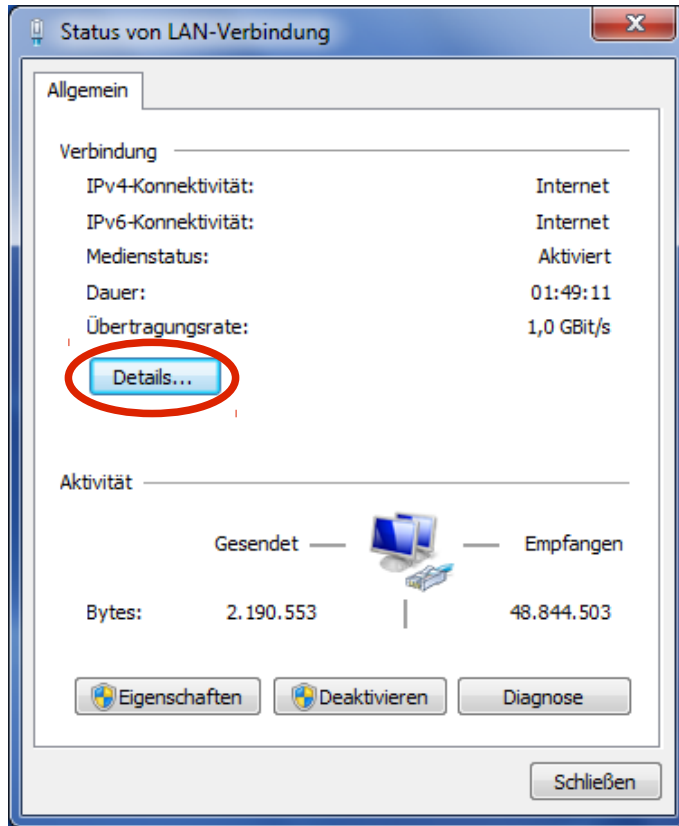 Status von LAN-Verbindung
Allgemein
Verbindung
IPv4-Konnektivität: Internet
IPv6-Konnektivität: Internet
Medienstatus: Aktiviert
Dauer: 01:49:11
Übertragungsrate: 1,0 GBit/s
Details...
Aktivität
Gesendet Empfangen
Bytes: 2.190.553 48.844.503
Eigenschaften Deaktivieren Diagnose
Schließen